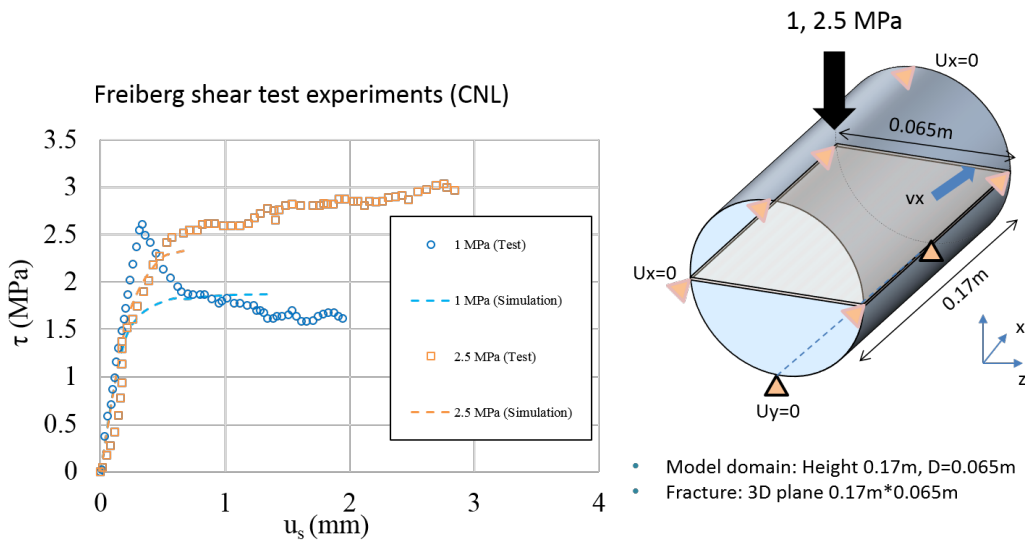 Freiberg shear test experiments (CNL)
3.5
3
2.5
2
1.5
1
0.5
0
0
1
2
3
4
τ (MPa)
us (mm)
1 MPa (Test)
1 MPa (Simulation)
2.5 MPa (Test)
2.5 MPa (Simulation)
1, 2.5 MPa
Ux=0
0.065m
vx
Ux=0
0.17m
x
z
Uy=0
• Model domain: Height 0.17m, D=0.065m
• Fracture: 3D plane 0.17m*0.065m